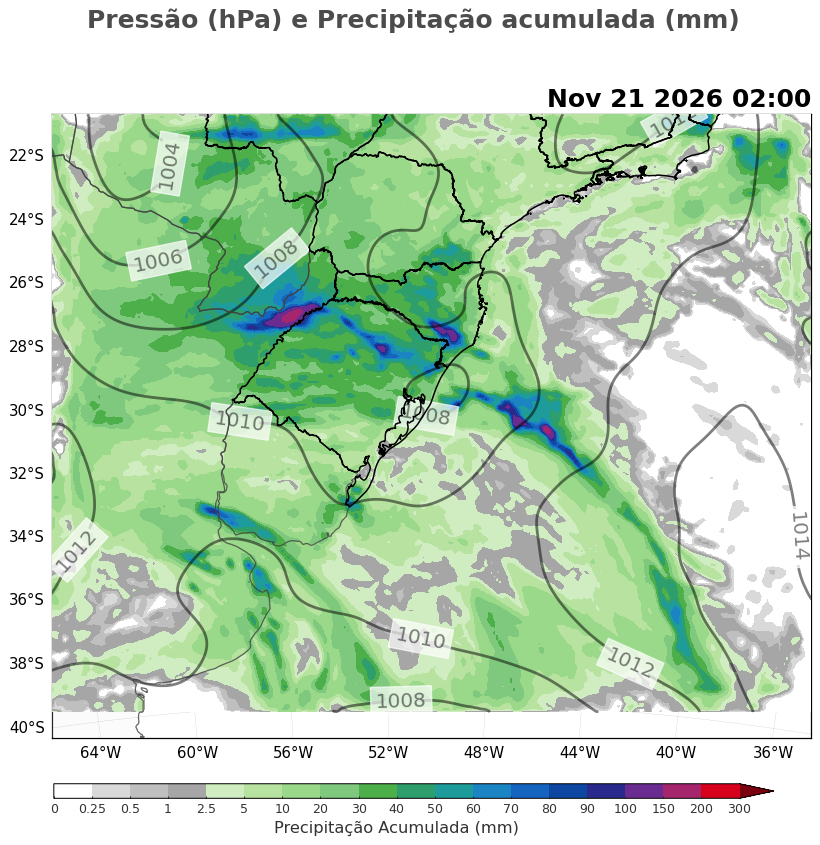 Pressão (hPa) e Precipitação acumulada (mm)
Nov 21 2026 02:00
1004
1006
1008
1008
1010
1012
1014
1010
1012
1008
22°S
24°S
26°S
28°S
30°S
32°S
34°S
36°S
38°S
40°S
64°W 60°W 56°W 52°W 48°W 44°W 40°W 36°W
0 0.25 0.5 1 2.5 5 10 20 30 40 50 60 70 80 90 100 150 200 300
Precipitação Acumulada (mm)